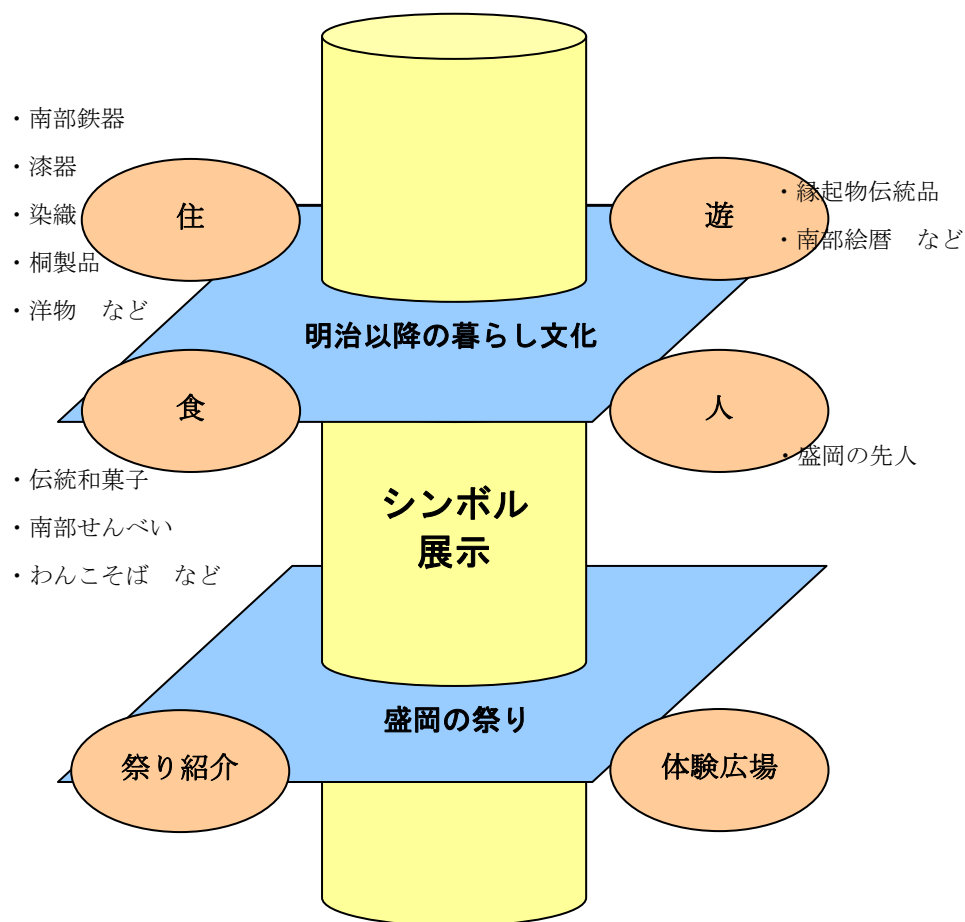 ・南部鉄器
・漆器
・染織
・桐製品
・洋物　など
住
遊
・縁起物伝統品
・南部絵暦　など
明治以降の暮らし文化
食
人
・盛岡の先人
・伝統和菓子
・南部せんべい
・わんこそば　など
シンボル
展示
盛岡の祭り
祭り紹介
体験広場